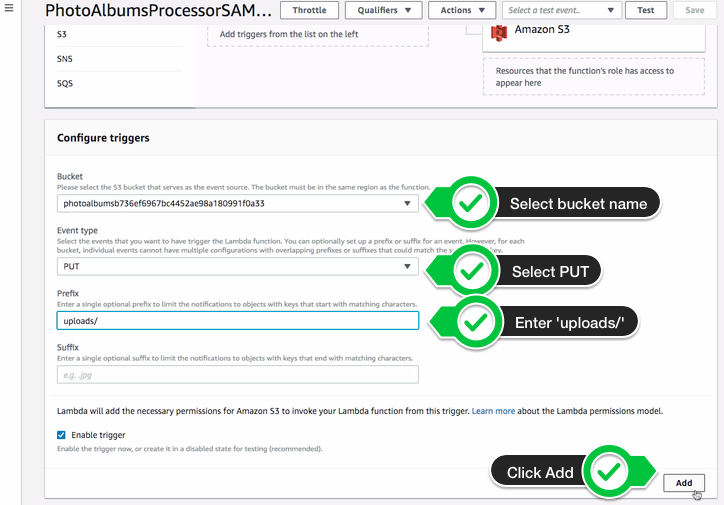 PhotoAlbumsProcessorSAM...
Throttle
Qualifiers
Actions
Select a test event..
Test
Save
S3
SNS
SQS
Add triggers from the list on the left
Amazon S3
Resources that the function's role has access to
appear here
Configure triggers
Bucket
Please select the S3 bucket that serves as the event source. The bucket must be in the same region as the function.
photoalbumsb736ef6967bc4452ae98a180991f0a33
Select bucket name
Event type
Select the events that you want to have trigger the Lambda function. You can optionally set up a prefix or suffix for an event. However, for each
bucket, individual events cannot have multiple configurations with overlapping prefixes or suffixes that could match the
PUT
Select PUT
Prefix
Enter a single optional prefix to limit the notifications to objects with keys that start with matching characters.
uploads/
Enter 'uploads/'
Suffix
Enter a single optional suffix to limit the notifications to objects with keys that end with matching characters.
e.g. .jpg
Lambda will add the necessary permissions for Amazon S3 to invoke your Lambda function from this trigger. Learn more about the Lambda permissions model.
Enable trigger
Enable the trigger now, or create it in a disabled state for testing (recommended).
Click Add
Add